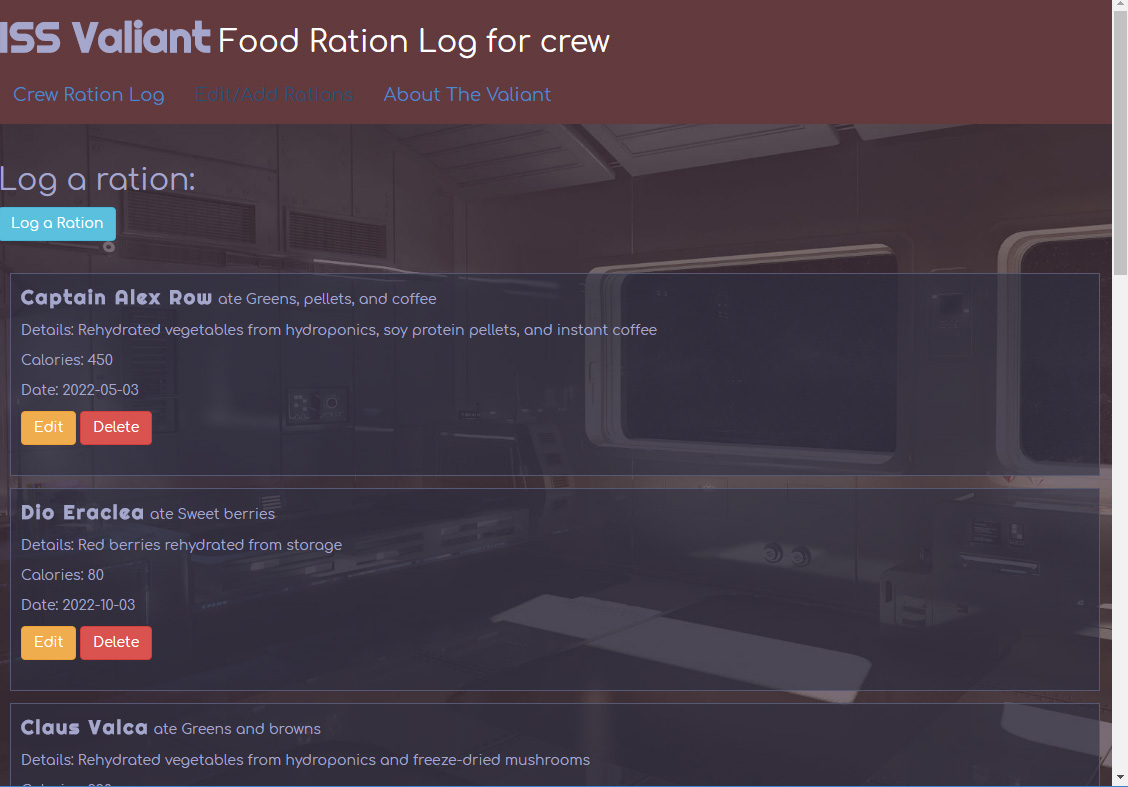 ISS Valiant Food Ration Log for crew
Crew Ration Log Edit/Add Rations About The Valiant
Log a ration:
Log a Ration
Captain Alex Row ate Greens, pellets, and coffee
Details: Rehydrated vegetables from hydroponics, soy protein pellets, and instant coffee
Calories: 450
Date: 2022-05-03
Edit Delete
Dio Eraclea ate Sweet berries
Details: Red berries rehydrated from storage
Calories: 80
Date: 2022-10-03
Edit Delete
Claus Valca ate Greens and browns
Details: Rehydrated vegetables from hydroponics and freeze-dried mushrooms